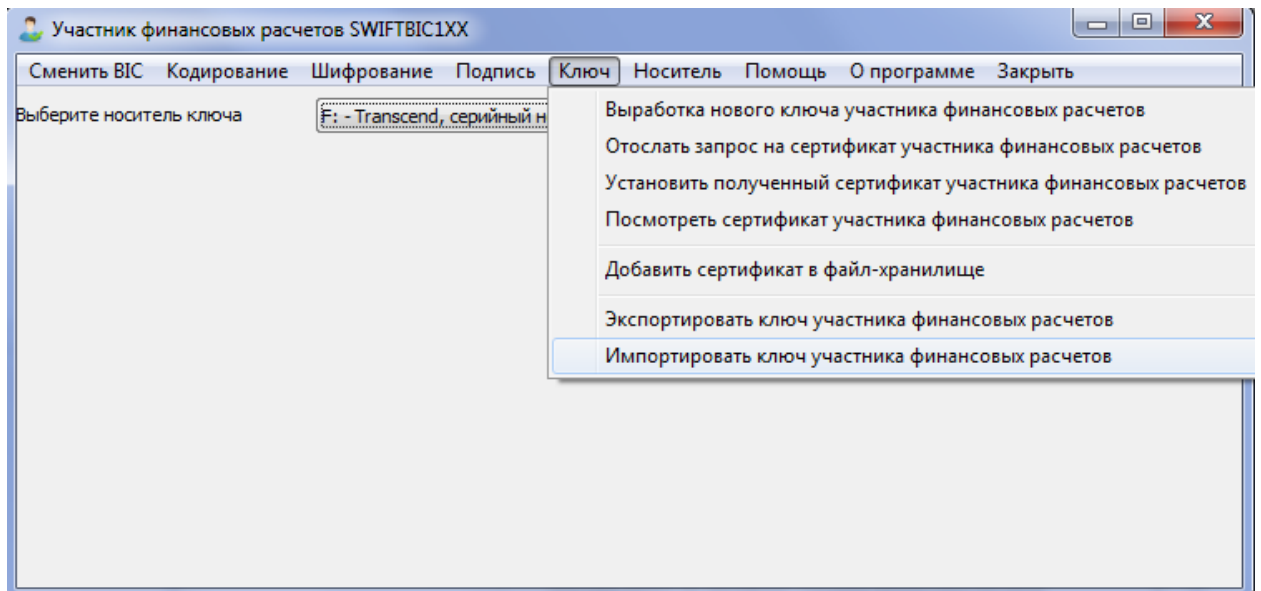 Участник финансовых расчетов SWIFTBIC1XX
Сменить BIC Кодирование Шифрование Подпись Ключ Носитель Помощь О программе Закрыть
Выберите носитель ключа F: - Transcend, серийный н
Выработка нового ключа участника финансовых расчетов
Отослать запрос на сертификат участника финансовых расчетов
Установить полученный сертификат участника финансовых расчетов
Посмотреть сертификат участника финансовых расчетов
Добавить сертификат в файл-хранилище
Экспортировать ключ участника финансовых расчетов
Импортировать ключ участника финансовых расчетов